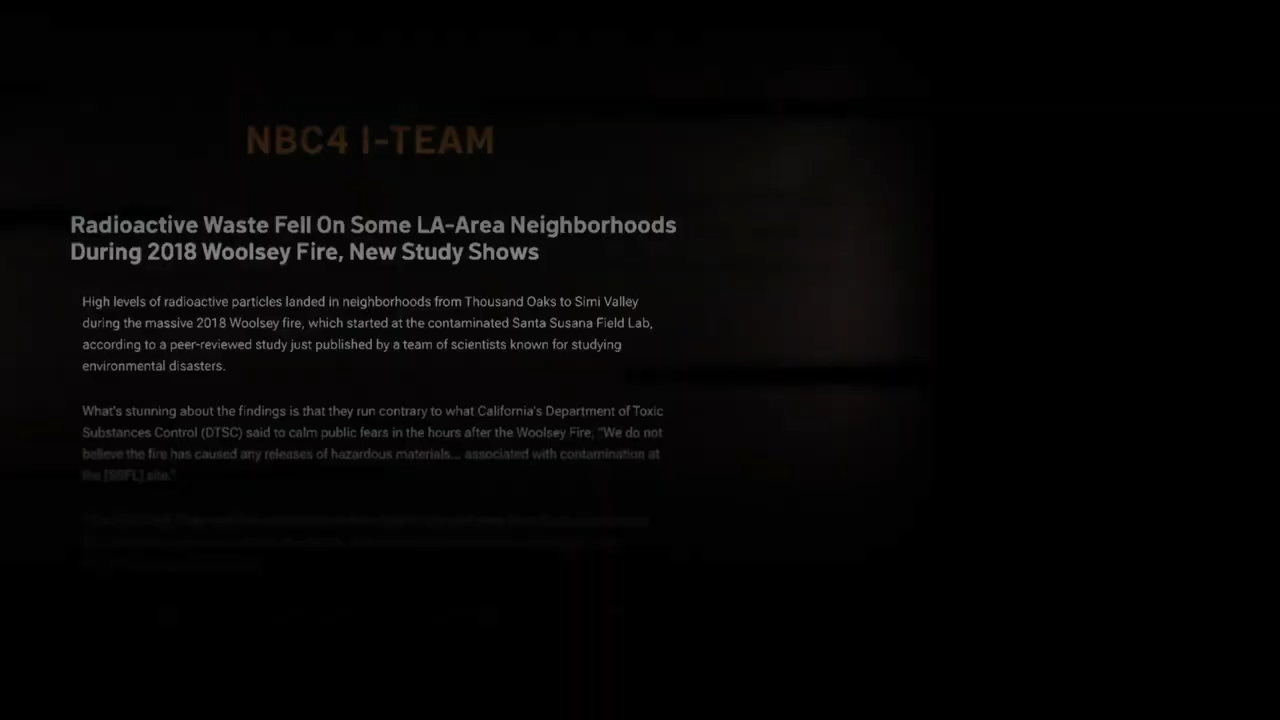 NBC4 I-TEAM
Radioactive Waste Fell On Some LA-Area Neighborhoods
During 2018 Woolsey Fire, New Study Shows
High levels of radioactive particles landed in neighborhoods from Thousand Oaks to Simi Valley
during the massive 2018 Woolsey fire, which started at the contaminated Santa Susana Field Lab,
according to a peer-reviewed study just published by a team of scientists known for studying
environmental disasters.
What's stunning about the findings is that they run contrary to what California's Department of Toxic
Substances Control (DTSC) said to calm public fears in the hours after the Woolsey Fire, "We do not
believe the fire has caused any releases of hazardous materials... associated with contamination at
the [SSFL] site."